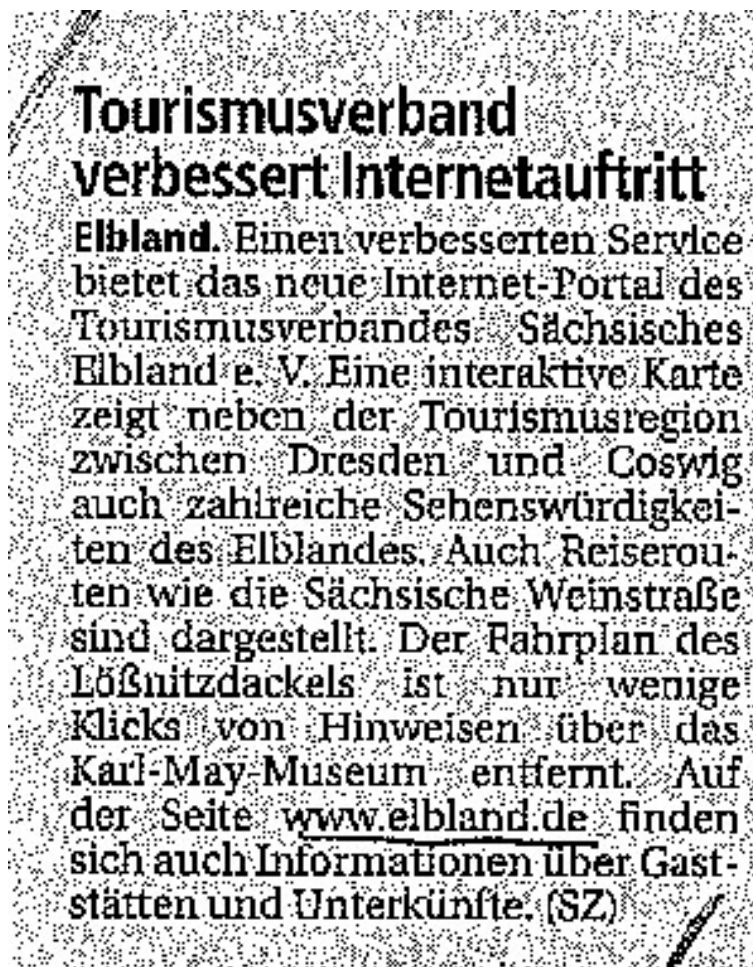 Tourismusverband
verbessert Internetauftritt
Elbland. Einen verbesserten Service
bietet das neue Internet-Portal des
Tourismusverbandes Sächsisches
Elbland e. V. Eine interaktive Karte
zeigt neben der Tourismusregion
zwischen Dresden und Coswig
auch zahlreiche Sehenswürdigkei-
ten des Elblandes. Auch Reiserou-
ten wie die Sächsische Weinstraße
sind dargestellt. Der Fahrplan des
Lößnitzdackels ist nur wenige
Klicks von Hinweisen über das
Karl-May-Museum entfernt. Auf
der Seite www.elbland.de finden
sich auch Informationen über Gast-
stätten und Unterkünfte. (SZ)